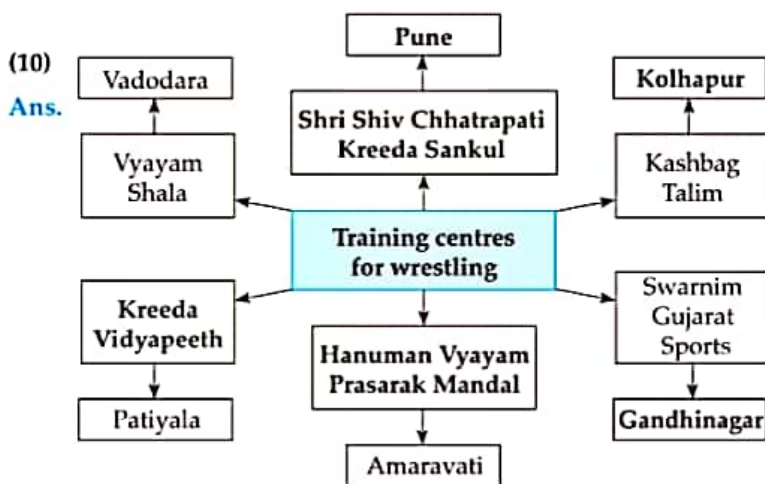 (10)
Ans.
Pune
Vadodara
Kolhapur
Shri Shiv Chhatrapati
Kreeda Sankul
Vyayam
Shala
Kashbag
Talim
Training centres
for wrestling
Kreeda
Vidyapeeth
Hanuman Vyayam
Prasarak Mandal
Swarnim
Gujarat
Sports
Patiyala
Amaravati
Gandhinagar